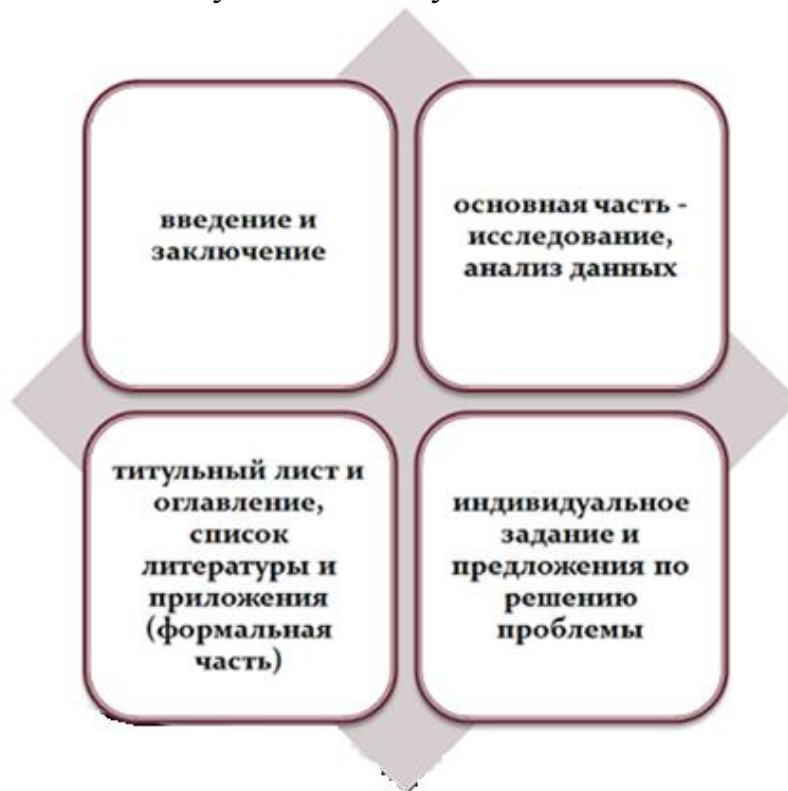 введение и
заключение
основная часть -
исследование,
анализ данных
титульный лист и
оглавление,
список
литературы и
приложения
(формальная
часть)
индивидуальное
задание и
предложения по
решению
проблемы